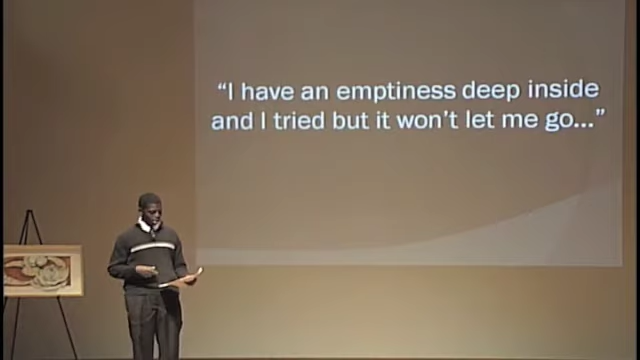 “I have an emptiness deep inside
and I tried but it won’t let me go...”